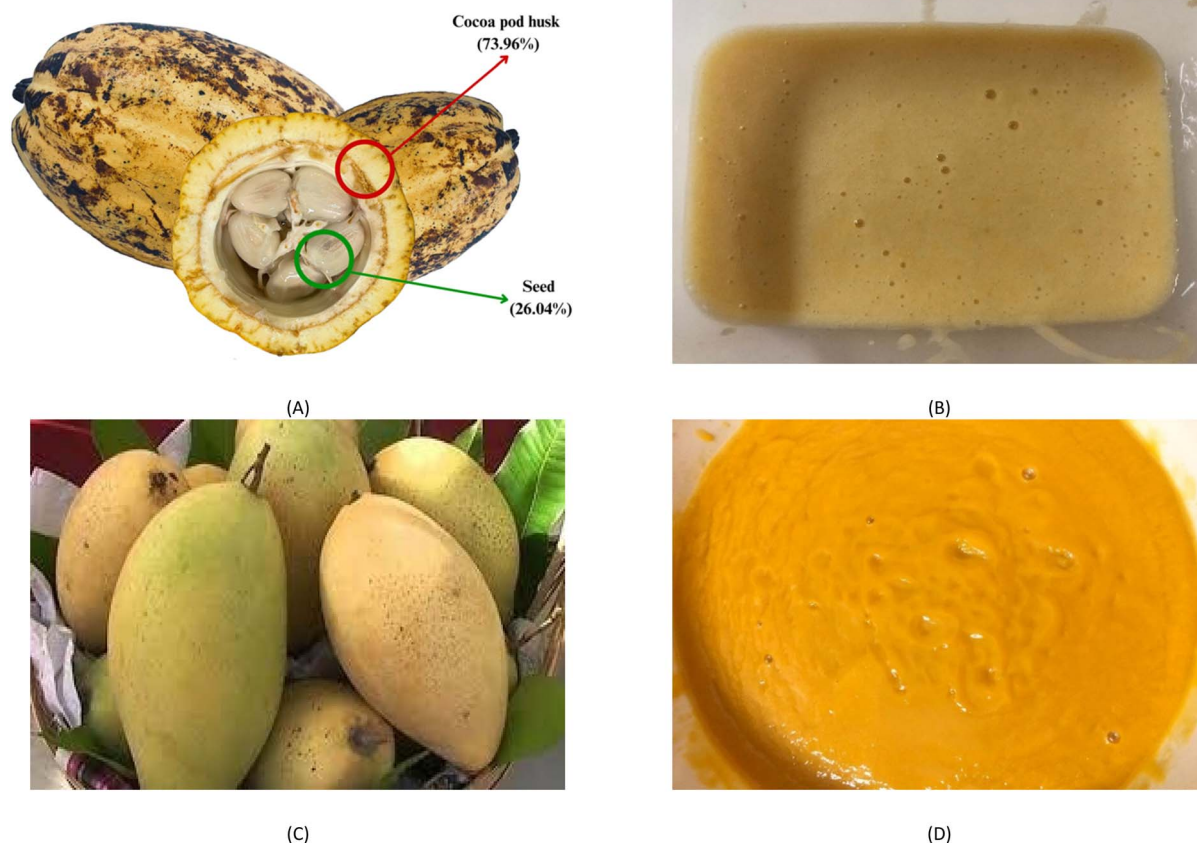 Cocoa pod husk
(73.96%)
Seed
(26.04%)
(A)
(B)
(C)
(D)